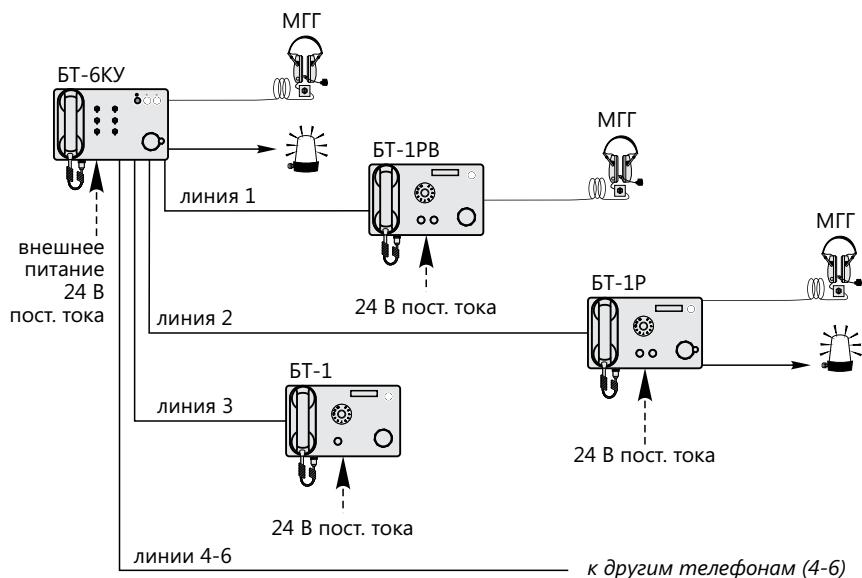 МГГ
БТ-6КУ
МГГ
БТ-1РВ
линия 1
МГГ
внешнее
питание
24 В
пост. тока
БТ-1Р
24 В пост. тока
линия 2
БТ-1
линия 3
24 В пост. тока
24 В пост. тока
линии 4-6
к другим телефонам (4-6)